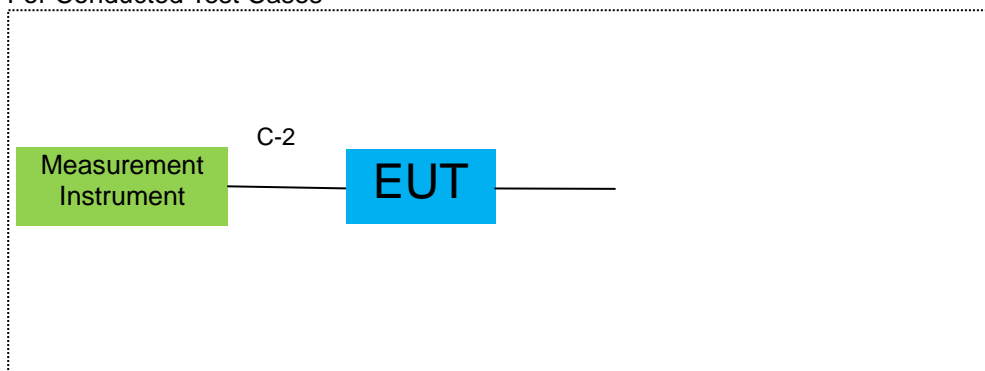 For Conducted Test Cases
C-2
Measurement
Instrument
EUT